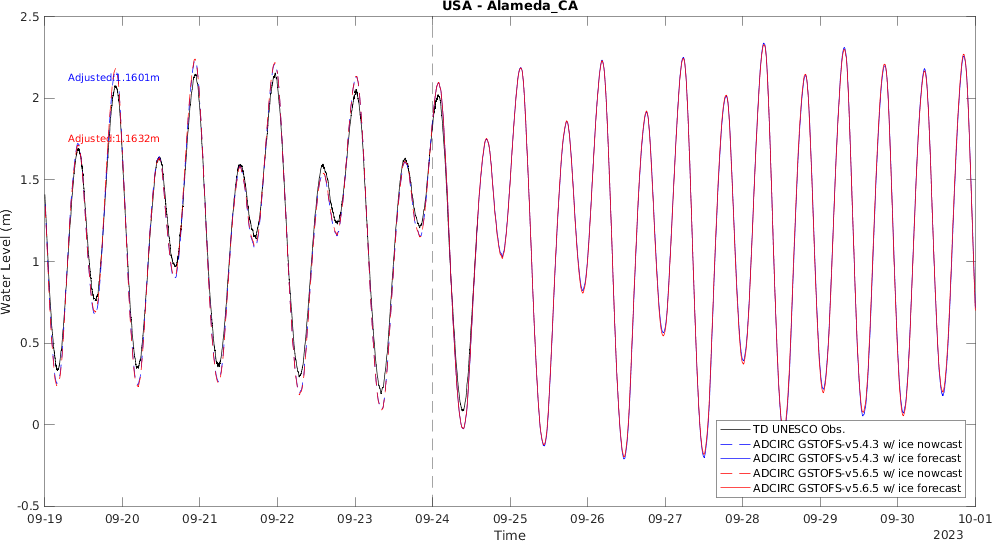 USA - Alameda_CA
2.5
Adjusted:1.1601m
2
Adjusted:1.1632m
1.5
Water Level (m)
1
0.5
0
TD UNESCO Obs.
ADCIRC GSTOFS-v5.4.3 w/ ice nowcast
ADCIRC GSTOFS-v5.4.3 w/ ice forecast
ADCIRC GSTOFS-v5.6.5 w/ ice nowcast
ADCIRC GSTOFS-v5.6.5 w/ ice forecast
-0.5
09-19 09-20 09-21 09-22 09-23 09-24 09-25 09-26 09-27 09-28 09-29 09-30 10-01
Time 2023